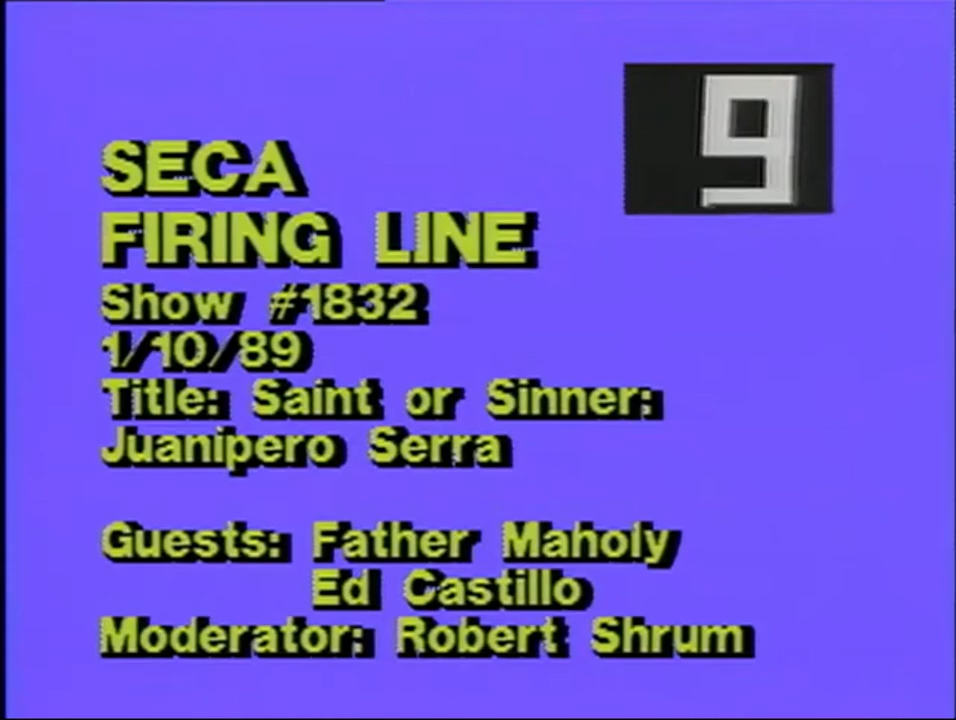 9
SECA
FIRING LINE
Show #1832
1/10/89
Title: Saint or Sinner:
Juanipero Serra
Guests: Father Maholy
Ed Castillo
Moderator: Robert Shrum